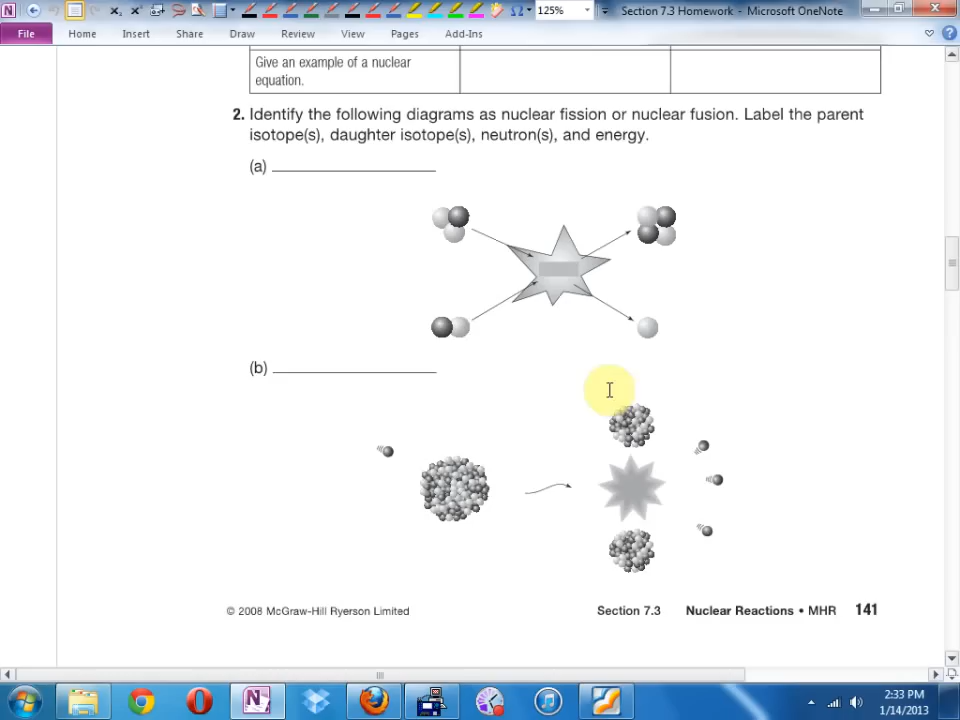 125%
Section 7.3 Homework - Microsoft OneNote
File Home Insert Share Draw Review View Pages Add-Ins
Give an example of a nuclear
equation.
2. Identify the following diagrams as nuclear fission or nuclear fusion. Label the parent
isotope(s), daughter isotope(s), neutron(s), and energy.
(a)
(b)
© 2008 McGraw-Hill Ryerson Limited
Section 7.3 Nuclear Reactions • MHR 141
2:33 PM
1/14/2013